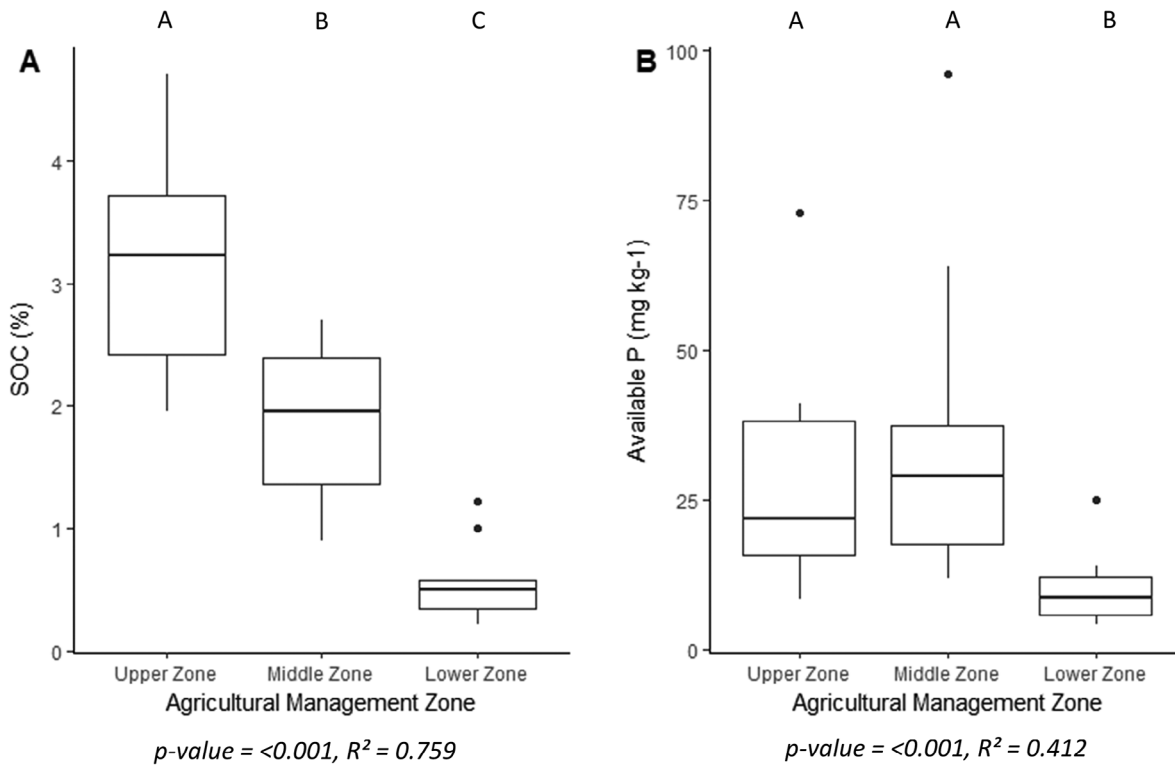 A B C
A
4
3
2
1
0
SOC (%)
Upper Zone Middle Zone Lower Zone
Agricultural Management Zone
p-value = <0.001, R² = 0.759
A A B
B
100
75
50
25
0
Available P (mg kg-1)
Upper Zone Middle Zone Lower Zone
Agricultural Management Zone
p-value = <0.001, R² = 0.412